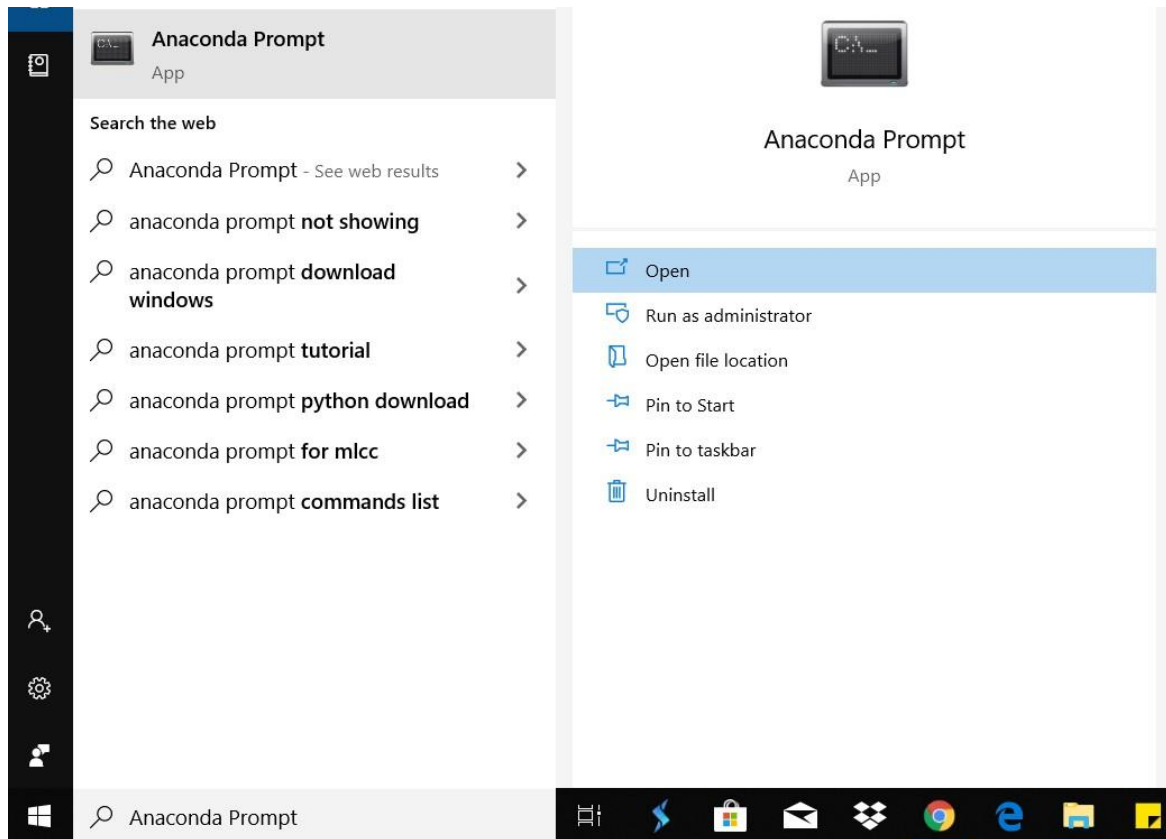 Anaconda Prompt
App
Search the web
Anaconda Prompt - See web results
anaconda prompt not showing
anaconda prompt download
windows
anaconda prompt tutorial
anaconda prompt python download
anaconda prompt for mlcc
anaconda prompt commands list
Anaconda Prompt
C:\_
Anaconda Prompt
App
Open
Run as administrator
Open file location
Pin to Start
Pin to taskbar
Uninstall